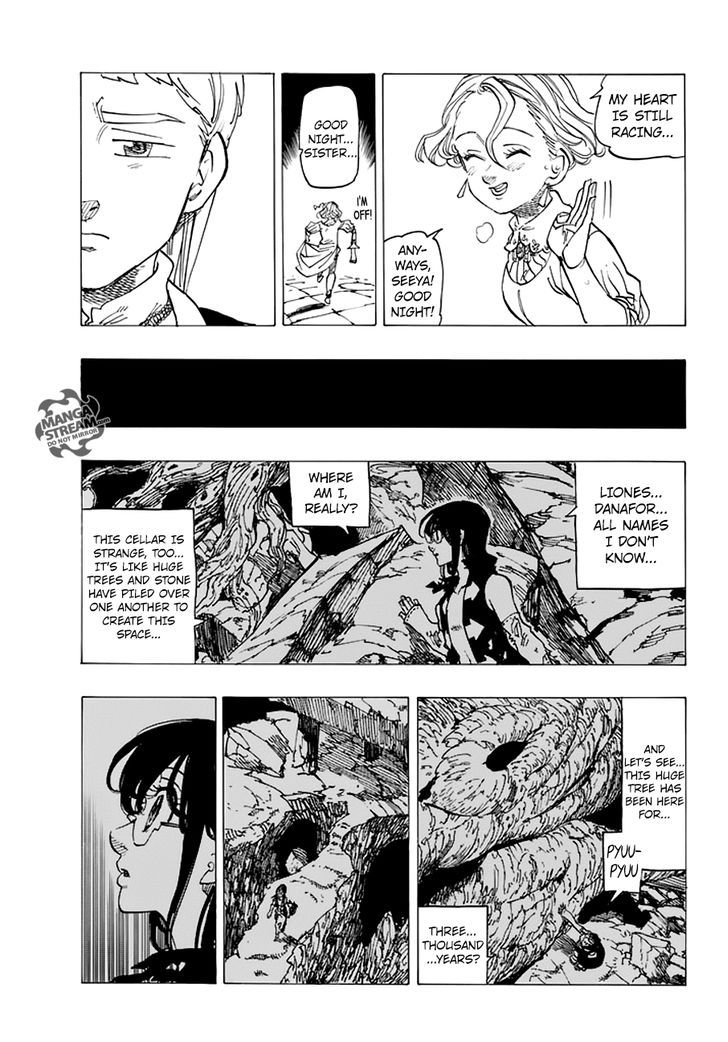 MY HEART
IS STILL
RACING...
ANY-
WAYS,
SEEYA!
GOOD
NIGHT!
GOOD
NIGHT...
SISTER...
I'M
OFF!
MANGA
STREAM.com
DO NOT MIRROR
LIONES...
DANAFOR...
ALL NAMES
I DON'T
KNOW...
WHERE
AM I,
REALLY?
THIS CELLAR IS
STRANGE, TOO...
IT'S LIKE HUGE
TREES AND STONE
HAVE PILED OVER
ONE ANOTHER TO
CREATE THIS
SPACE...
AND
LET'S SEE...
THIS HUGE
TREE HAS
BEEN HERE
FOR...
PYUU-
PYUU
THREE...
THOUSAND
...YEARS?